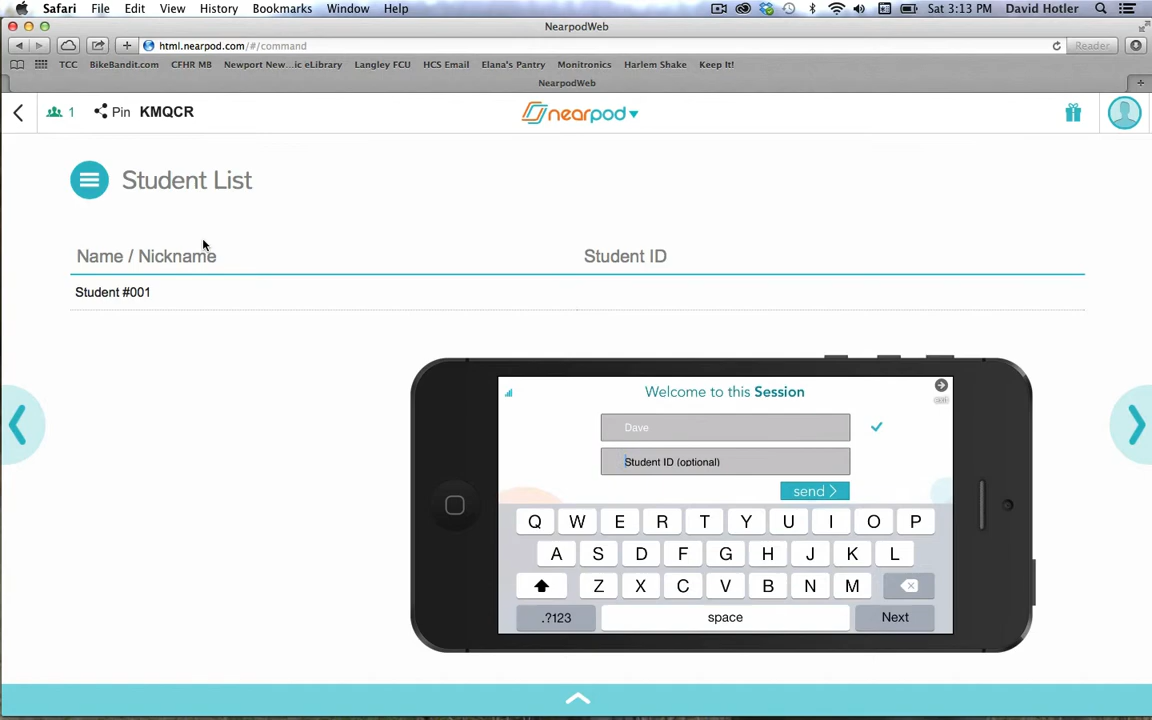 Safari File Edit View History Bookmarks Window Help Sat 3:13 PM David Hotler
NearpodWeb
html.nearpod.com/#/command Reader
TCC BikeBandit.com CFHR MB Newport New...ic eLibrary Langley FCU HCS Email Elana's Pantry Monitronics Harlem Shake Keep It!
NearpodWeb
1 Pin KMQCR nearpod
Student List
Name / Nickname Student ID
Student #001
Welcome to this Session
exit
Dave
Student ID (optional)
send
Q W E R T Y U I O P
A S D F G H J K L
Z X C V B N M
.?123 space Next